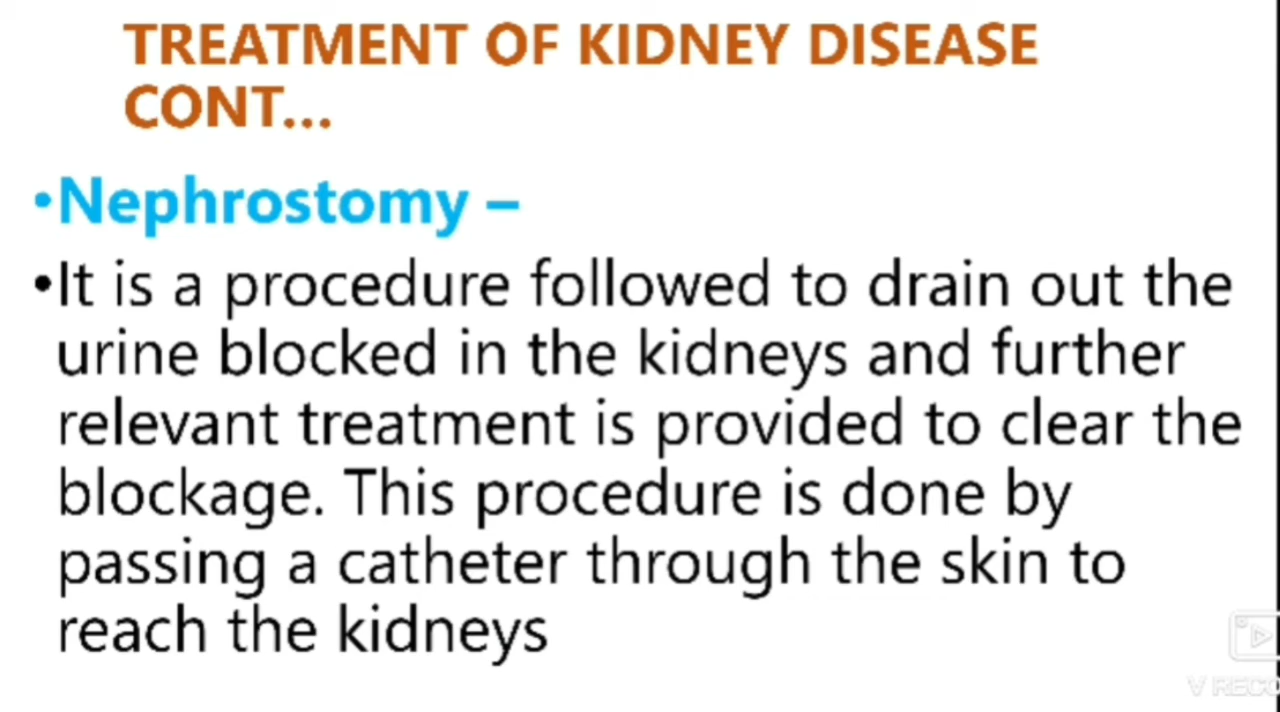 TREATMENT OF KIDNEY DISEASE
CONT...
•Nephrostomy –
•It is a procedure followed to drain out the
urine blocked in the kidneys and further
relevant treatment is provided to clear the
blockage. This procedure is done by
passing a catheter through the skin to
reach the kidneys
V RECO